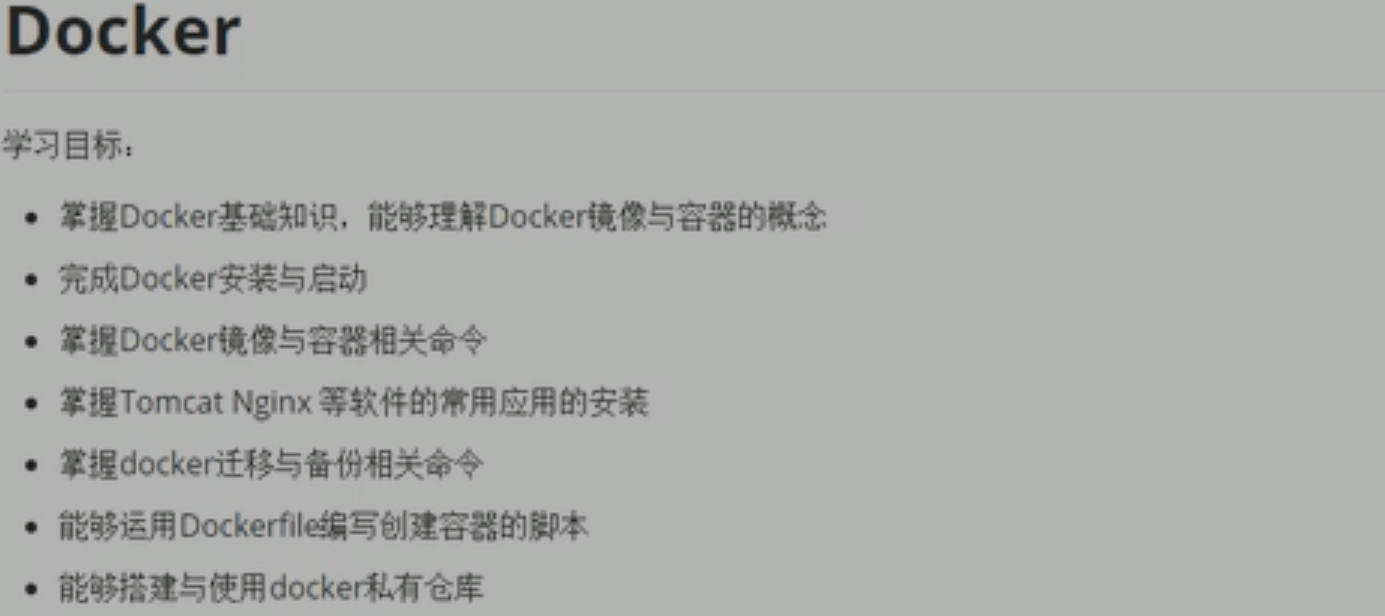 Docker
学习目标：
• 掌握Docker基础知识，能够理解Docker镜像与容器的概念
• 完成Docker安装与启动
• 掌握Docker镜像与容器相关命令
• 掌握Tomcat Nginx 等软件的常用应用的安装
• 掌握docker迁移与备份相关命令
• 能够运用Dockerfile编写创建容器的脚本
• 能够搭建与使用docker私有仓库